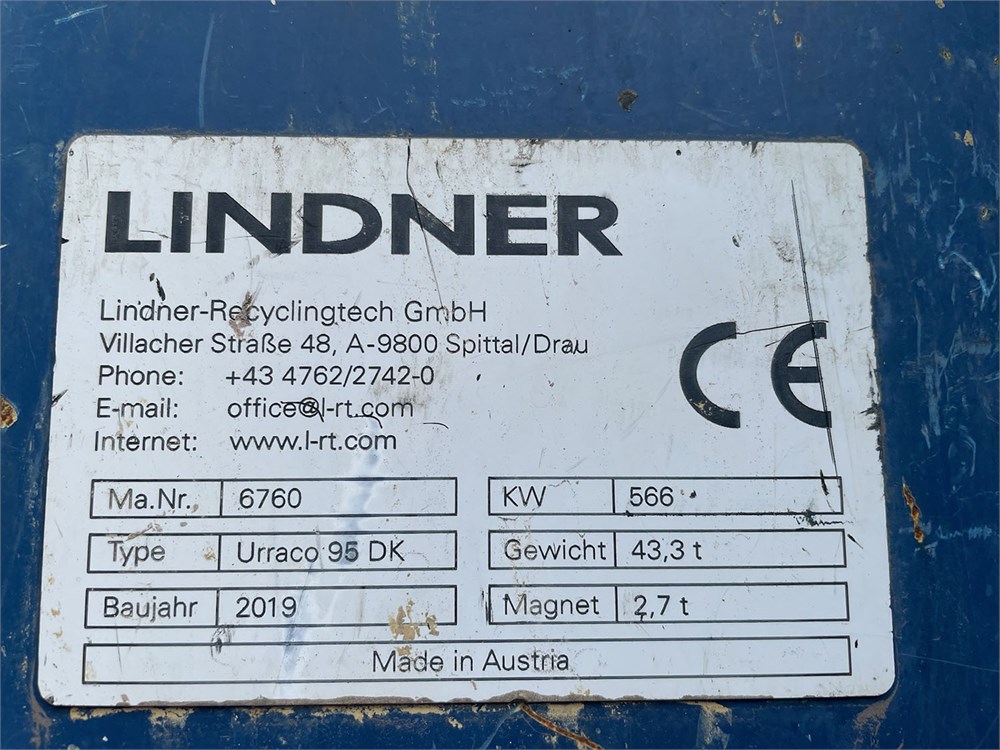 LINDNER
Lindner-Recyclingtech GmbH
Villacher Straße 48, A-9800 Spittal/Drau
Phone: +43 4762/2742-0
E-mail: office@l-rt.com
Internet: www.l-rt.com
CE
Ma.Nr. 6760 KW 566
Type Urraco 95 DK Gewicht 43,3 t
Baujahr 2019 Magnet 2,7 t
Made in Austria